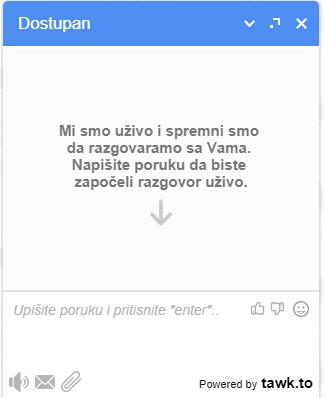 Dostupan
Mi smo uživo i spremni smo
da razgovaramo sa Vama.
Napišite poruku da biste
započeli razgovor uživo.
Upišite poruku i pritisnite "enter"..
Powered by tawk.to